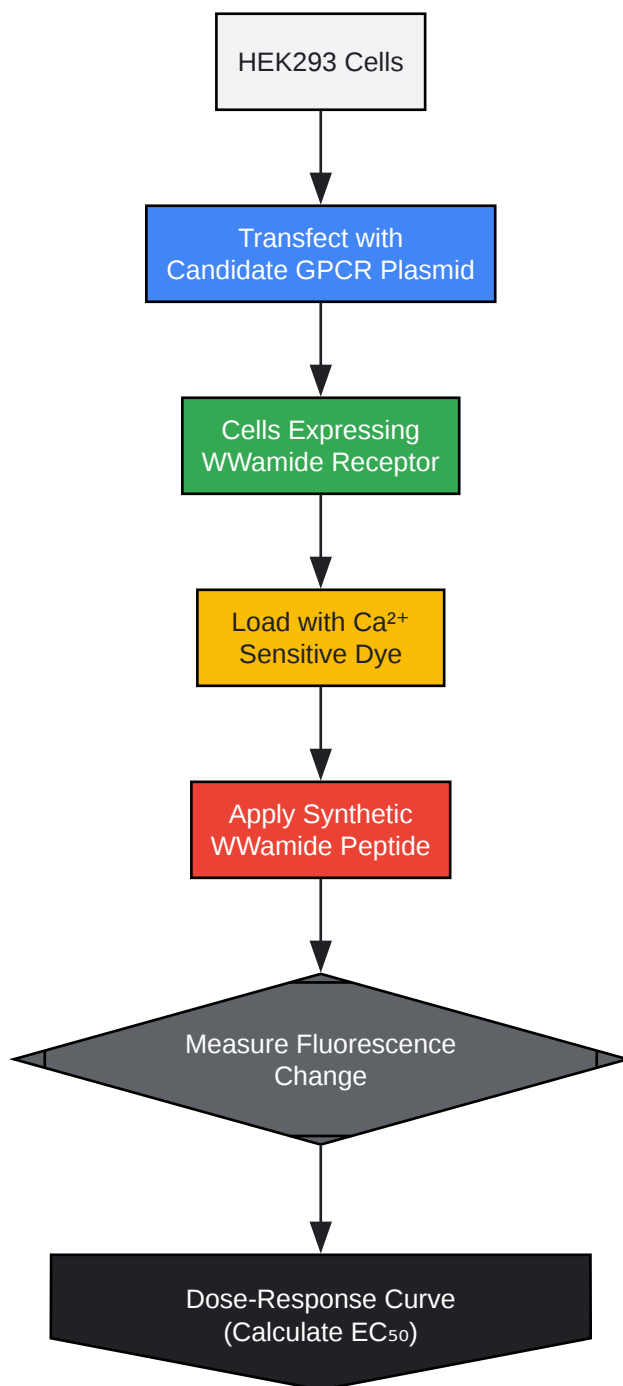 HEK293 Cells
Transfect with
Candidate GPCR Plasmid
Cells Expressing
WWamide Receptor
Load with Ca²⁺
Sensitive Dye
Apply Synthetic
WWamide Peptide
Measure Fluorescence
Change
Dose-Response Curve
(Calculate EC₅₀)